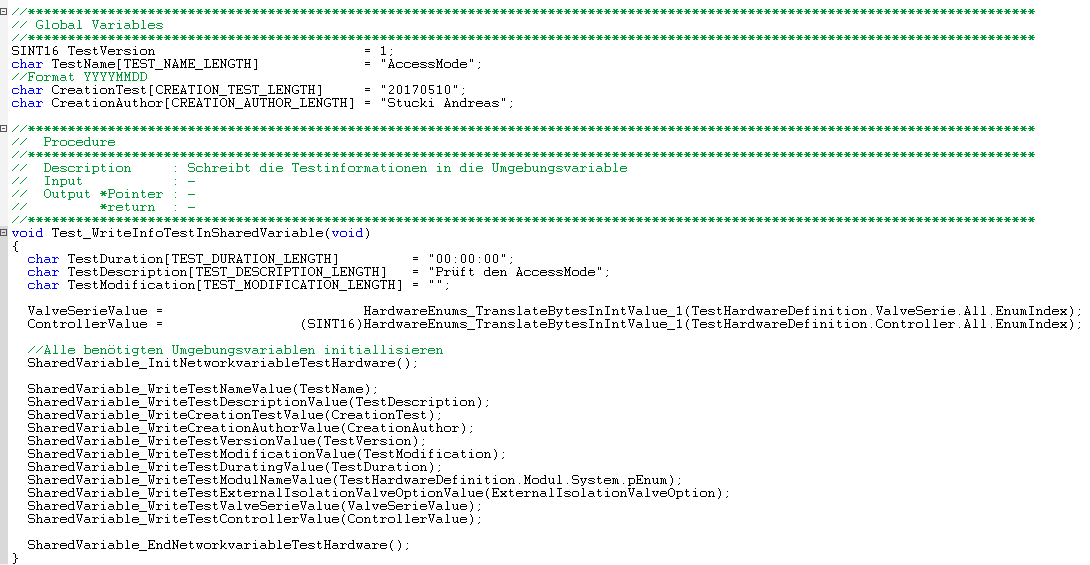 //******************************************************************************************************************************
// Global Variables
//******************************************************************************************************************************
SINT16 TestVersion                          = 1;
char TestName[TEST_NAME_LENGTH]             = "AccessMode";
//Format YYYYMMDD
char CreationTest[CREATION_TEST_LENGTH]     = "20170510";
char CreationAuthor[CREATION_AUTHOR_LENGTH] = "Stucki Andreas";
//******************************************************************************************************************************
//  Procedure
//******************************************************************************************************************************
//  Description     : Schreibt die Testinformationen in die Umgebungsvariable
//  Input           : -
//  Output *Pointer : -
//         *return  : -
//******************************************************************************************************************************
void Test_WriteInfoTestInSharedVariable(void)
{
  char TestDuration[TEST_DURATION_LENGTH]         = "00:00:00";
  char TestDescription[TEST_DESCRIPTION_LENGTH]   = "Prüft den AccessMode";
  char TestModification[TEST_MODIFICATION_LENGTH] = "";
  ValveSerieValue =                         HardwareEnums_TranslateBytesInIntValue_1(TestHardwareDefinition.ValveSerie.All.EnumIndex);
  ControllerValue =                 (SINT16)HardwareEnums_TranslateBytesInIntValue_1(TestHardwareDefinition.Controller.All.EnumIndex);
  //Alle benötigten Umgebungsvariablen initiallisieren
  SharedVariable_InitNetworkvariableTestHardware();
  SharedVariable_WriteTestNameValue(TestName);
  SharedVariable_WriteTestDescriptionValue(TestDescription);
  SharedVariable_WriteCreationTestValue(CreationTest);
  SharedVariable_WriteCreationAuthorValue(CreationAuthor);
  SharedVariable_WriteTestVersionValue(TestVersion);
  SharedVariable_WriteTestModificationValue(TestModification);
  SharedVariable_WriteTestDuratingValue(TestDuration);
  SharedVariable_WriteTestModulNameValue(TestHardwareDefinition.Modul.System.pEnum);
  SharedVariable_WriteTestExternalIsolationValveOptionValue(ExternalIsolationValveOption);
  SharedVariable_WriteTestValveSerieValue(ValveSerieValue);
  SharedVariable_WriteTestControllerValue(ControllerValue);
  SharedVariable_EndNetworkvariableTestHardware();
}